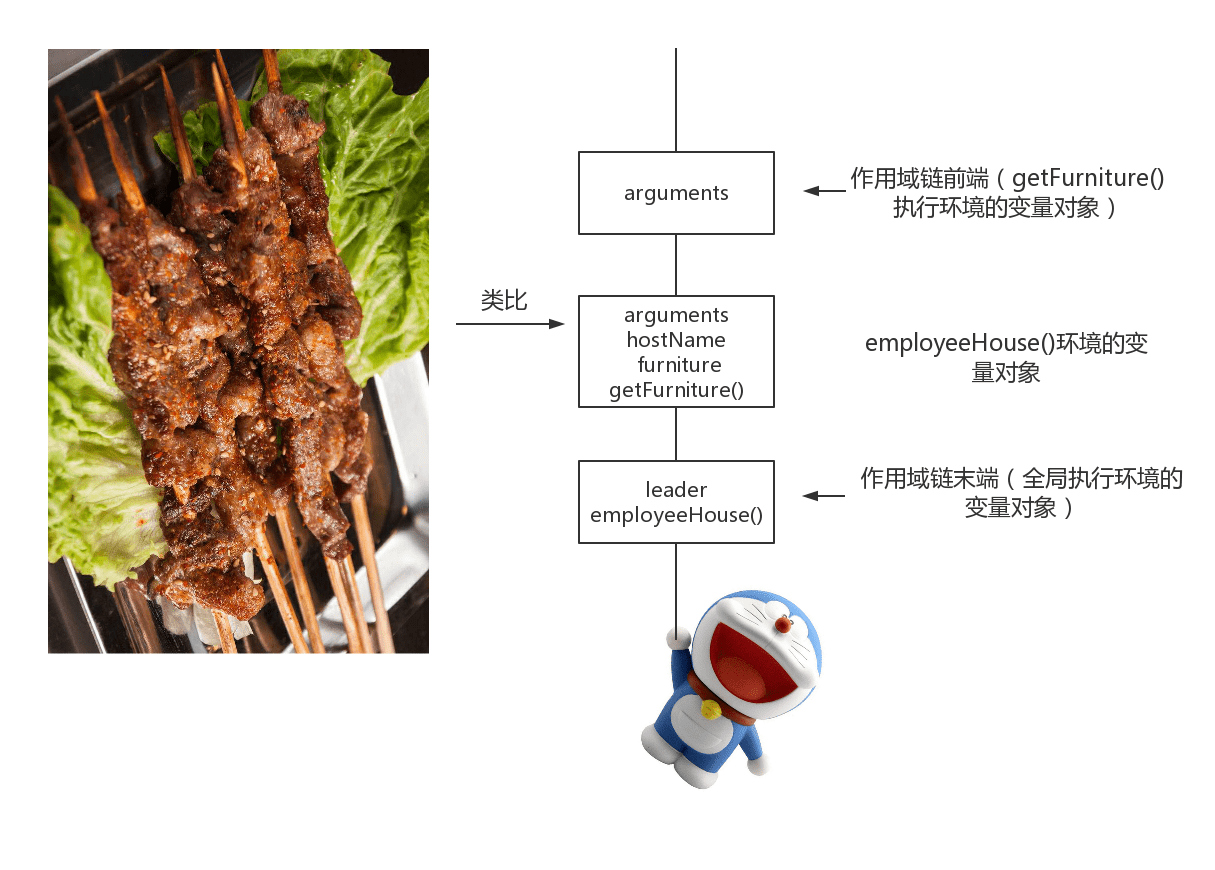 arguments
作用域链前端（getFurniture()
执行环境的变量对象）
类比
arguments
hostName
furniture
getFurniture()
employeeHouse()环境的变
量对象
leader
employeeHouse()
作用域链末端（全局执行环境的
变量对象）